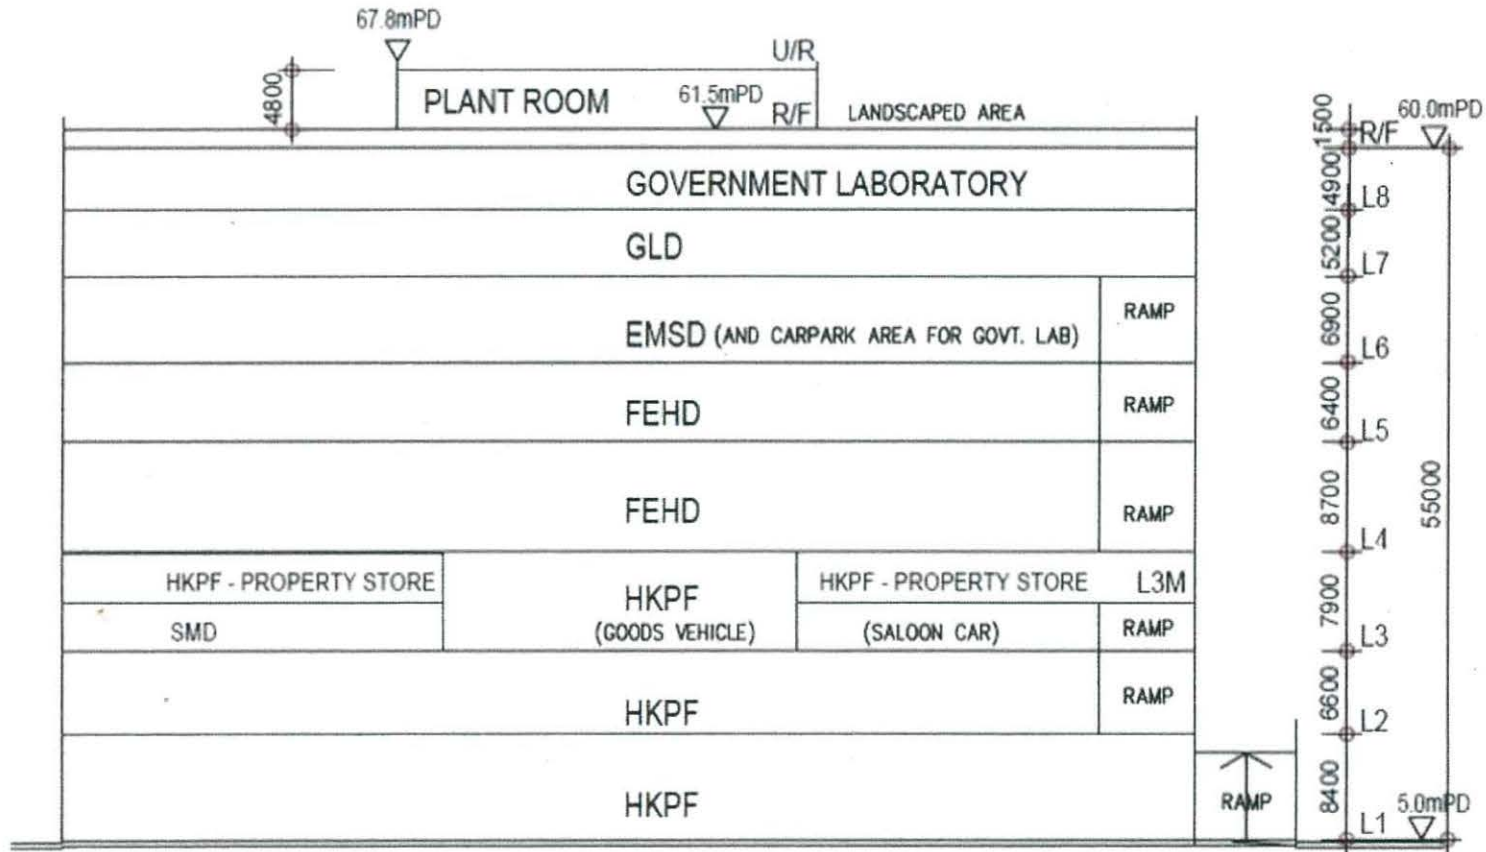 67.8mPD
U/R
4800
PLANT ROOM
61.5mPD
R/F
LANDSCAPED AREA
1500
R/F
60.0mPD
GOVERNMENT LABORATORY
4900
L8
GLD
5200
L7
EMSD (AND CARPARK AREA FOR GOVT. LAB)
RAMP
6900
L6
FEHD
RAMP
6400
L5
FEHD
RAMP
8700
55000
L4
HKPF - PROPERTY STORE
HKPF
(GOODS VEHICLE)
HKPF - PROPERTY STORE
L3M
7900
SMD
(SALOON CAR)
RAMP
L3
HKPF
RAMP
6600
L2
HKPF
RAMP
8400
5.0mPD
L1